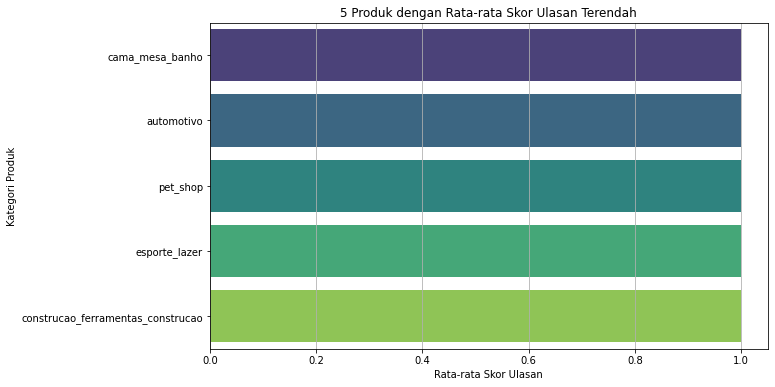 5 Produk dengan Rata-rata Skor Ulasan Terendah
Kategori Produk
cama_mesa_banho
automotivo
pet_shop
esporte_lazer
construcao_ferramentas_construcao
0.0 0.2 0.4 0.6 0.8 1.0
Rata-rata Skor Ulasan